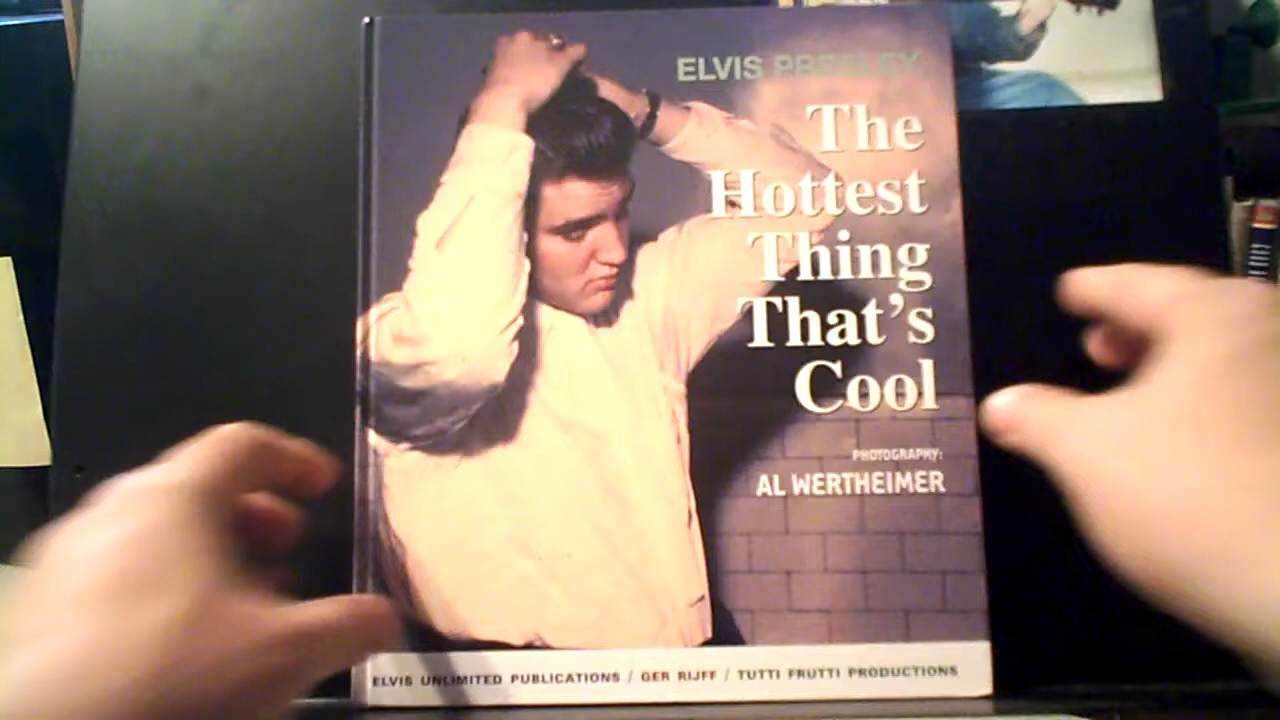 ELVIS PRESLEY
The
Hottest
Thing
That's
Cool
PHOTOGRAPHY:
AL WERTHEIMER
ELVIS UNLIMITED PUBLICATIONS / GER RIJFF / TUTTI FRUTTI PRODUCTIONS